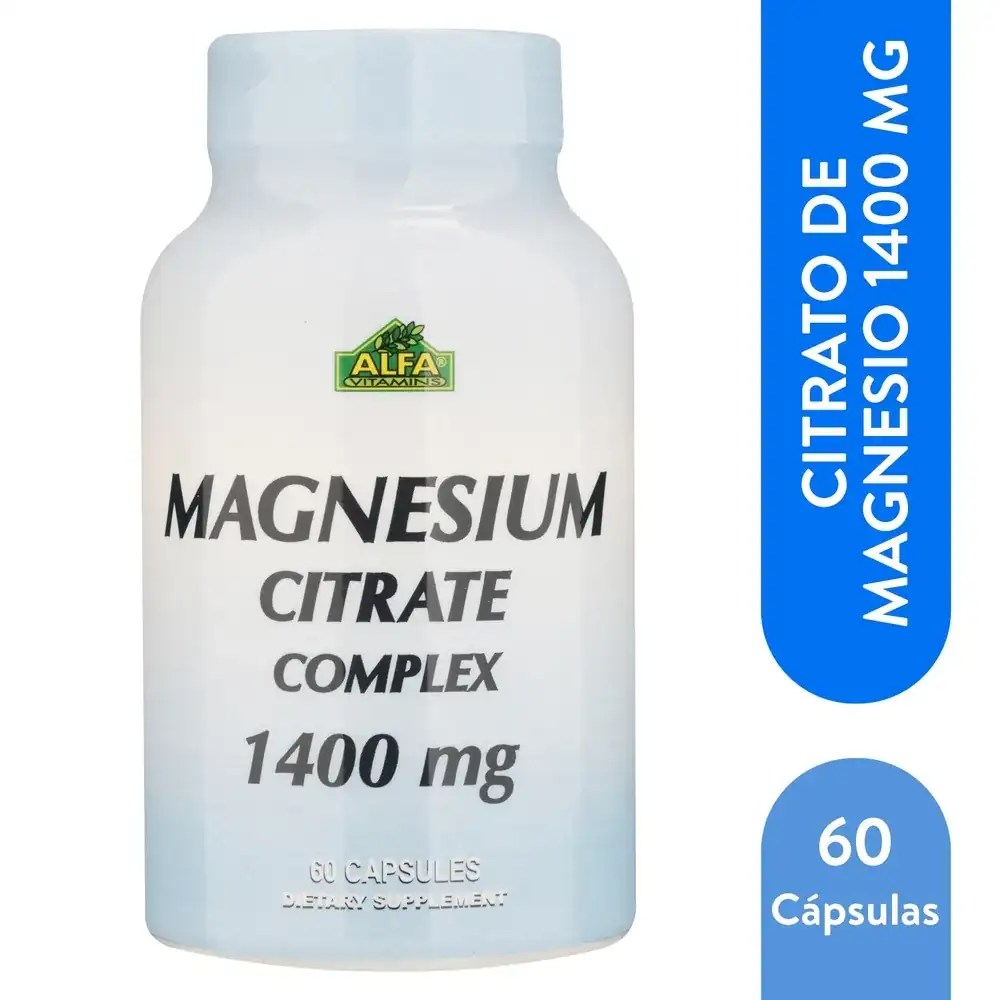 ALFA®
VITAMINS
MAGNESIUM
CITRATE
COMPLEX
1400 mg
60 CAPSULES
DIETARY SUPPLEMENT
CITRATO DE
MAGNESIO 1400 MG
60
Cápsulas